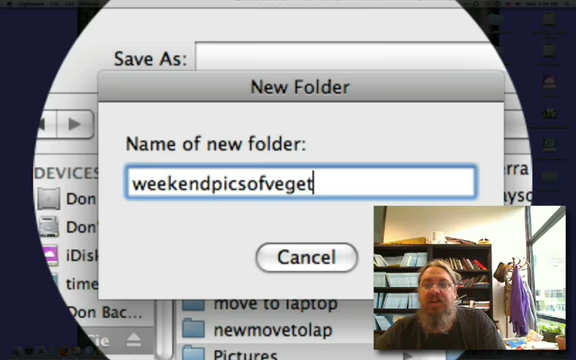 Save As:
New Folder
Name of new folder:
weekendpicsofveget
Cancel
DEVICES
Don
Don'
iDisk
time
Don Bac...
move to laptop
newmovetolap
Pictures